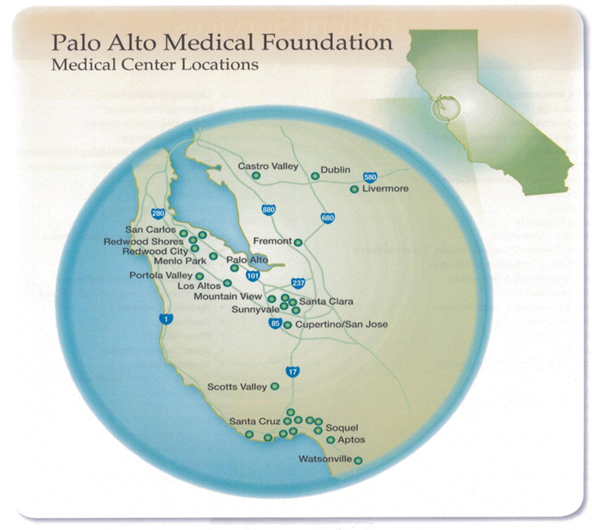 Palo Alto Medical Foundation
Medical Center Locations
Castro Valley
Dublin
580
Livermore
880
280
680
San Carlos
Redwood Shores
Fremont
Redwood City
Menlo Park
Palo Alto
Portola Valley
101
Los Altos
237
Mountain View
Santa Clara
Sunnyvale
1
85
Cupertino/San Jose
17
Scotts Valley
Santa Cruz
Soquel
Aptos
Watsonville